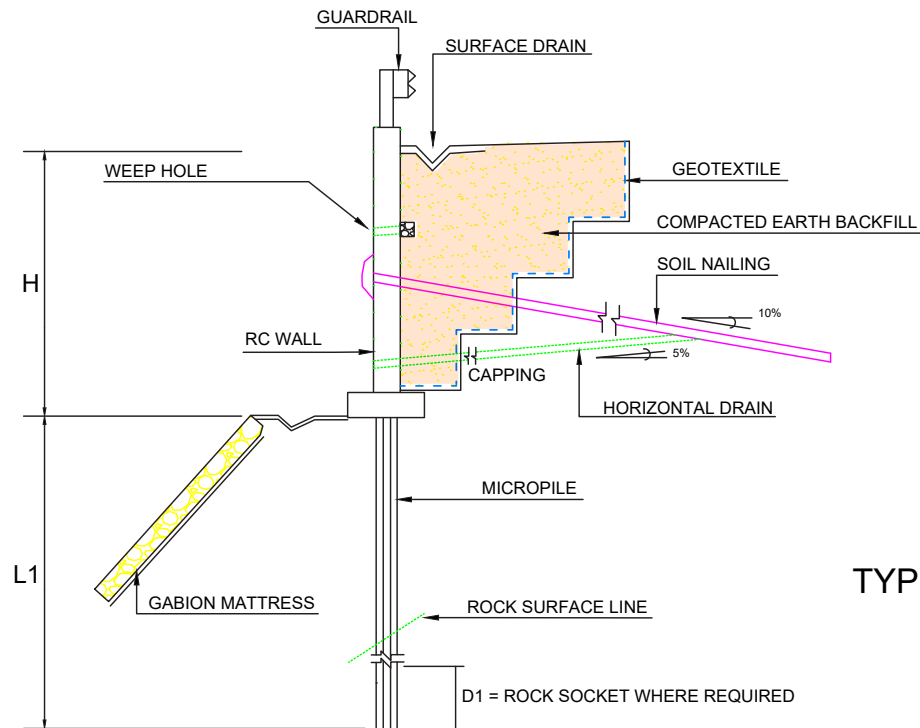 GUARDRAIL
SURFACE DRAIN
WEEP HOLE
GEOTEXTILE
COMPACTED EARTH BACKFILL
SOIL NAILING
H
10%
RC WALL
5%
CAPPING
HORIZONTAL DRAIN
MICROPILE
L1
TYP
GABION MATTRESS
ROCK SURFACE LINE
D1 = ROCK SOCKET WHERE REQUIRED